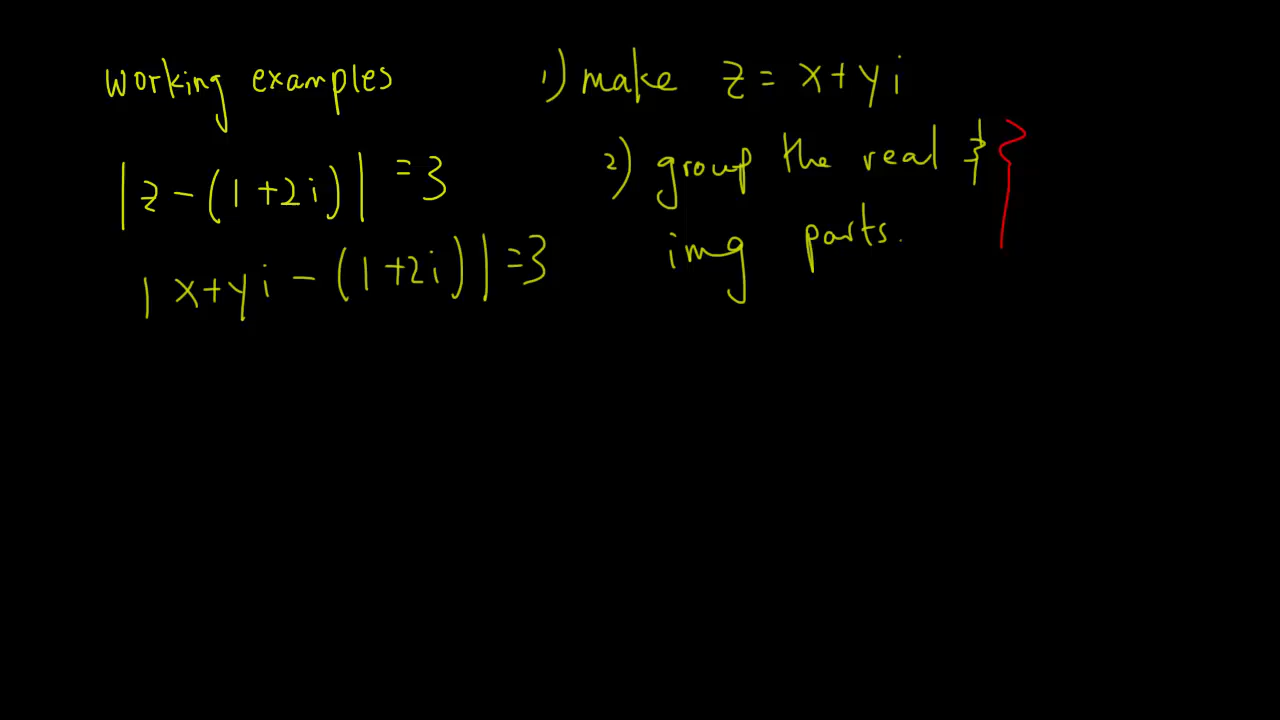 working examples
|z-(1+2i)|=3
|x+yi-(1+2i)|=3
1) make z=x+yi
2) group the real &
img parts.